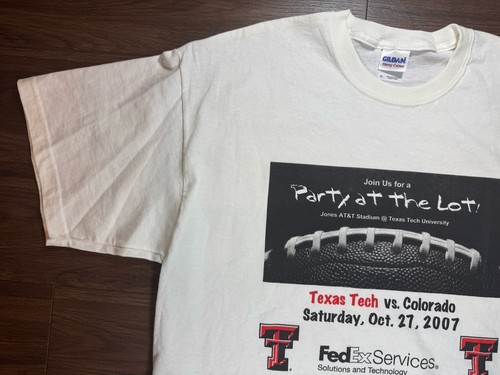 GILDAN
Join Us for a
Party at the Lot!
Jones AT&T Stadium @ Texas Tech University
Texas Tech vs. Colorado
Saturday, Oct. 27, 2007
FedEx Services®
Solutions and Technology